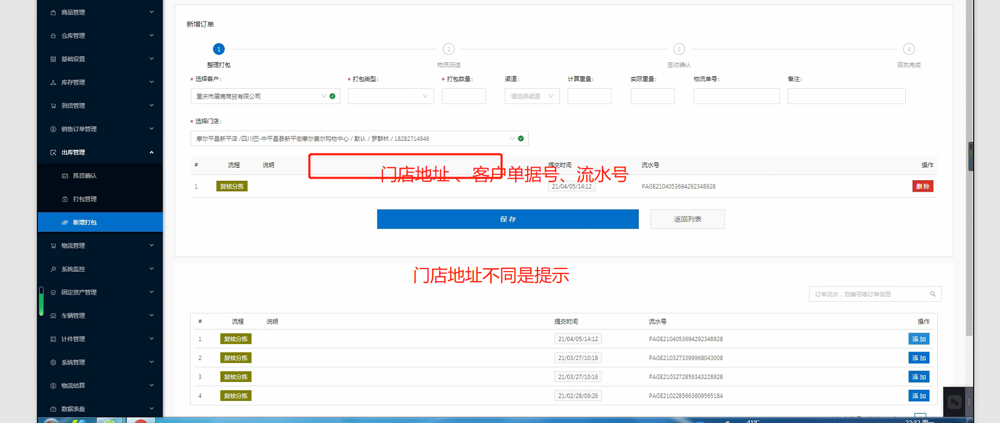 商品管理
仓库管理
基础设置
库存管理
到货管理
销售订单管理
出库管理
拣货确认
打包管理
新增打包
物流管理
系统监控
固定资产管理
车辆管理
计件管理
系统管理
物流结算
数据表盘
新增订单
1 2 3 4
整理打包 物流派送 签收确认 回执完成
* 选择客户: * 打包类型: * 打包数量: 渠道: 计算重量: 实际重量: 物流单号: 备注:
重庆市展鹿商贸有限公司 请选择渠道
* 选择门店:
摩尔平昌新平店 /四川巴-中平昌县新平街摩尔赛尔购物中心 / 默认 / 罗群林 / 18282714946
# 流程 说明 提交时间 流水号 操作
门店地址 、客户单据号、流水号
1 复核分拣 21/04/05/14:12 PAGE2104053694292348928 删除
保存 返回列表
门店地址不同是提示
订单流水，自编号等订单信息
# 流程 说明 提交时间 流水号 操作
1 复核分拣 21/04/05/14:12 PAGE2104053694292348928 添加
2 复核分拣 21/03/27/10:18 PAGE2103273399968043008 添加
3 复核分拣 21/03/27/10:16 PAGE2103272859343228928 添加
4 复核分拣 21/02/28/09:26 PAGE2102285663609565184 添加
41℃ 22:32